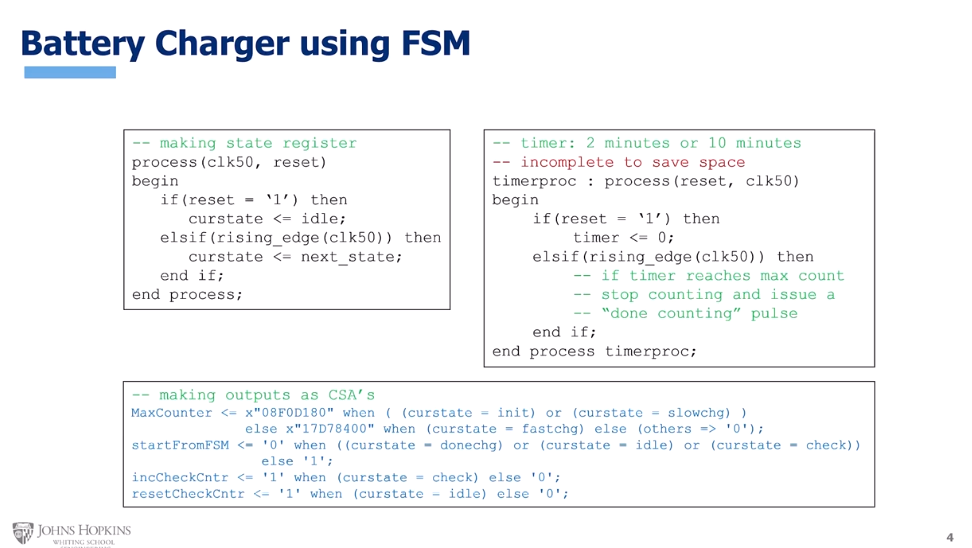 Battery Charger using FSM
-- making state register
process(clk50, reset)
begin
if(reset = ‘1’) then
curstate <= idle;
elsif(rising_edge(clk50)) then
curstate <= next_state;
end if;
end process;
-- timer: 2 minutes or 10 minutes
-- incomplete to save space
timerproc : process(reset, clk50)
begin
if(reset = ‘1’) then
timer <= 0;
elsif(rising_edge(clk50)) then
-- if timer reaches max count
-- stop counting and issue a
-- “done counting” pulse
end if;
end process timerproc;
-- making outputs as CSA’s
MaxCounter <= x"08F0D180" when ( (curstate = init) or (curstate = slowchg) )
else x"17D78400" when (curstate = fastchg) else (others => '0');
startFromFSM <= '0' when ((curstate = donechg) or (curstate = idle) or (curstate = check))
else '1';
incCheckCntr <= '1' when (curstate = check) else '0';
resetCheckCntr <= '1' when (curstate = idle) else '0';
JOHNS HOPKINS
WHITING SCHOOL
4